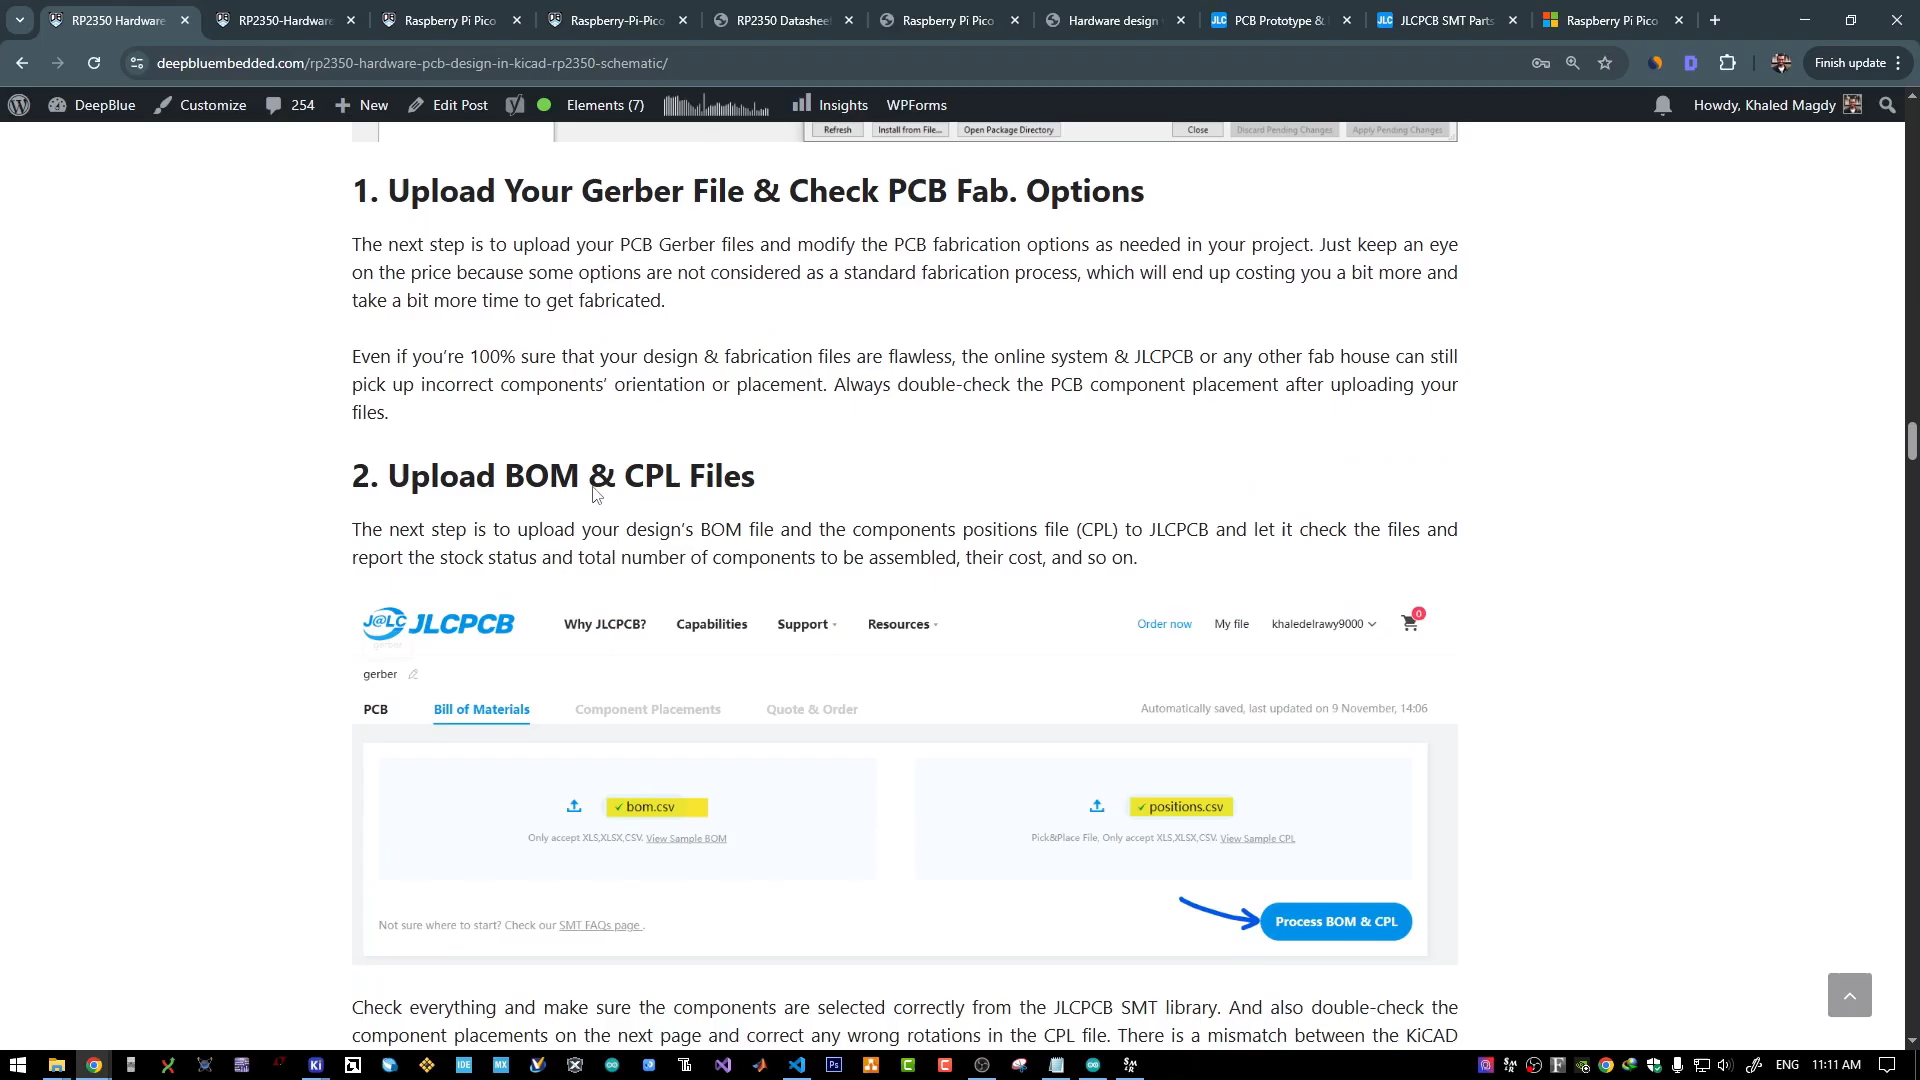 RP2350 Hardware
RP2350-Hardware
Raspberry Pi Pico
Raspberry-Pi-Pico
RP2350 Datasheet
Raspberry Pi Pico
Hardware design
JLC PCB Prototype &
JLC JLCPCB SMT Parts
Raspberry Pi Pico
deepbluembedded.com/rp2350-hardware-pcb-design-in-kicad-rp2350-schematic/
Finish update
DeepBlue
Customize
254
New
Edit Post
Elements (7)
Insights
WPForms
Howdy, Khaled Magdy
Refresh
Install from File...
Open Package Directory
Close
Discard Pending Changes
Apply Pending Changes
1. Upload Your Gerber File & Check PCB Fab. Options
The next step is to upload your PCB Gerber files and modify the PCB fabrication options as needed in your project. Just keep an eye
on the price because some options are not considered as a standard fabrication process, which will end up costing you a bit more and
take a bit more time to get fabricated.
Even if you’re 100% sure that your design & fabrication files are flawless, the online system & JLCPCB or any other fab house can still
pick up incorrect components’ orientation or placement. Always double-check the PCB component placement after uploading your
files.
2. Upload BOM & CPL Files
The next step is to upload your design’s BOM file and the components positions file (CPL) to JLCPCB and let it check the files and
report the stock status and total number of components to be assembled, their cost, and so on.
J@LC JLCPCB
Why JLCPCB?
Capabilities
Support
Resources
Order now
My file
khaledelrawy9000
0
gerber
gerber
PCB
Bill of Materials
Component Placements
Quote & Order
Automatically saved, last updated on 9 November, 14:06
bom.csv
positions.csv
Only accept XLS,XLSX,CSV. View Sample BOM
Pick&Place File, Only accept XLS,XLSX,CSV. View Sample CPL
Not sure where to start? Check our SMT FAQs page .
Process BOM & CPL
Check everything and make sure the components are selected correctly from the JLCPCB SMT library. And also double-check the
component placements on the next page and correct any wrong rotations in the CPL file. There is a mismatch between the KiCAD
ENG
11:11 AM